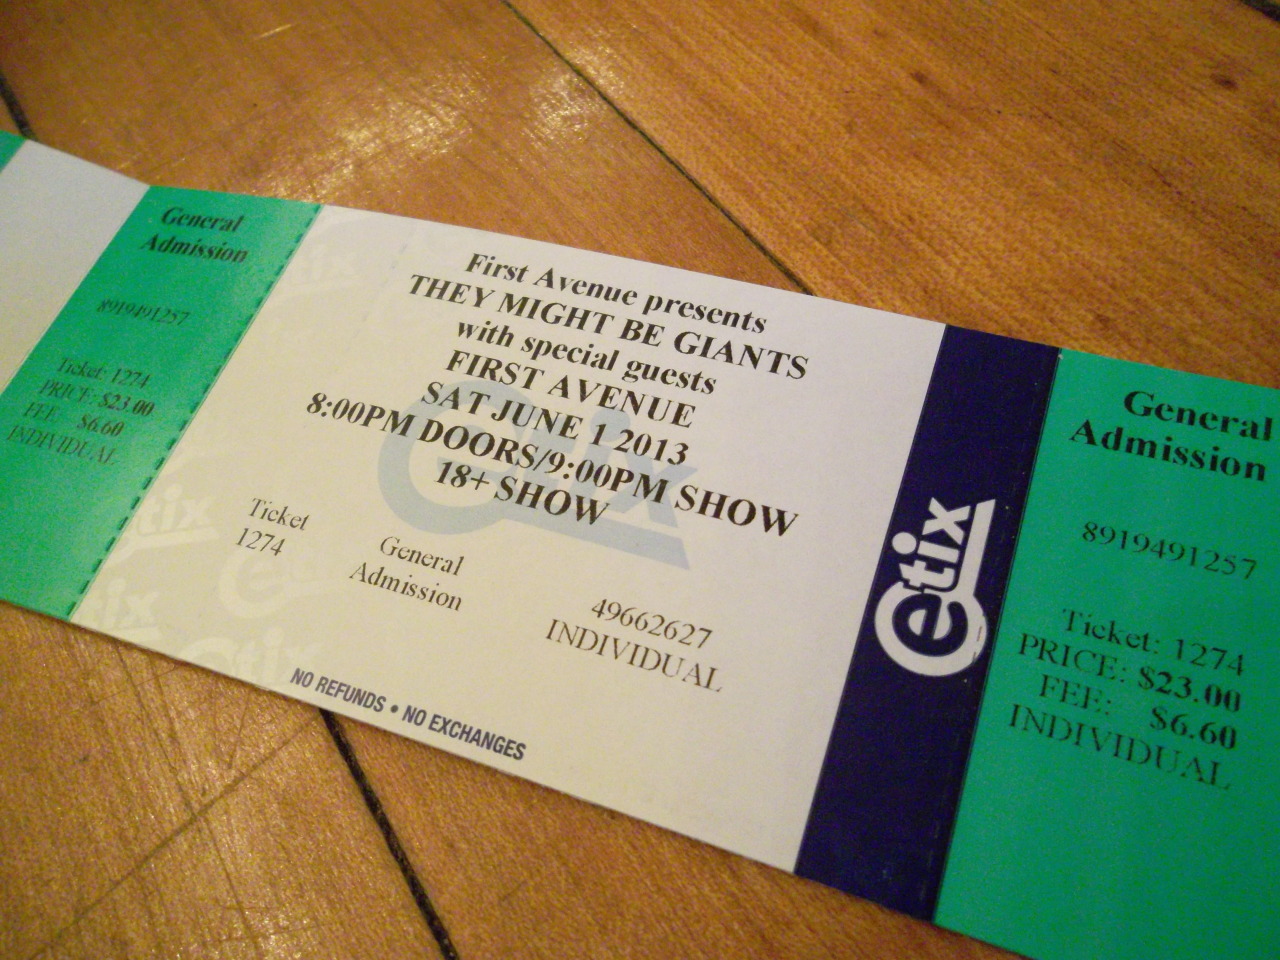 General
Admission
8919491257
Ticket: 1274
PRICE: $23.00
FEE: $6.60
INDIVIDUAL
First Avenue presents
THEY MIGHT BE GIANTS
with special guests
FIRST AVENUE
SAT JUNE 1 2013
8:00PM DOORS/9:00PM SHOW
18+ SHOW
Ticket
1274
General
Admission
49662627
INDIVIDUAL
NO REFUNDS • NO EXCHANGES
etix
etix
General
Admission
8919491257
Ticket: 1274
PRICE: $23.00
FEE: $6.60
INDIVIDUAL